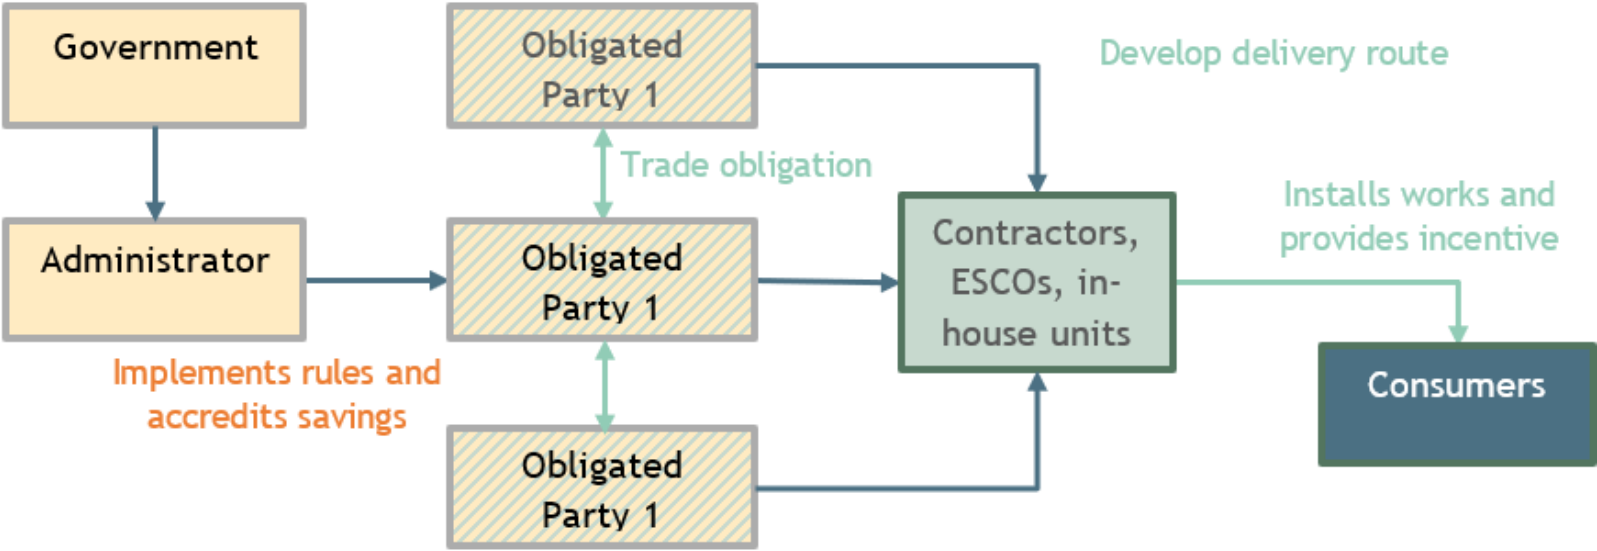 Government
Obligated
Party 1
Develop delivery route
Trade obligation
Installs works and
provides incentive
Administrator
Obligated
Party 1
Contractors,
ESCOs, in-
house units
Implements rules and
accredits savings
Consumers
Obligated
Party 1